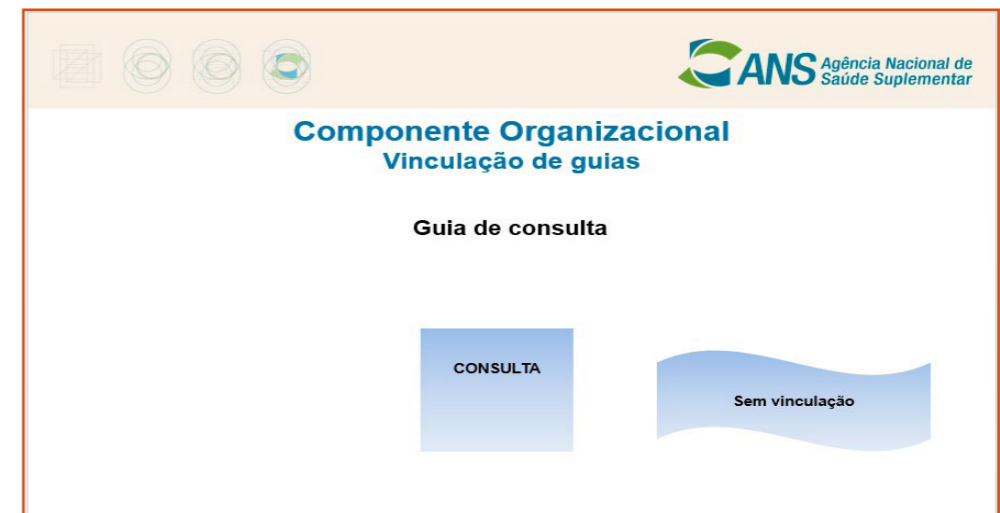 ANS Agência Nacional de
Saúde Suplementar
Componente Organizacional
Vinculação de guias
Guia de consulta
CONSULTA
Sem vinculação